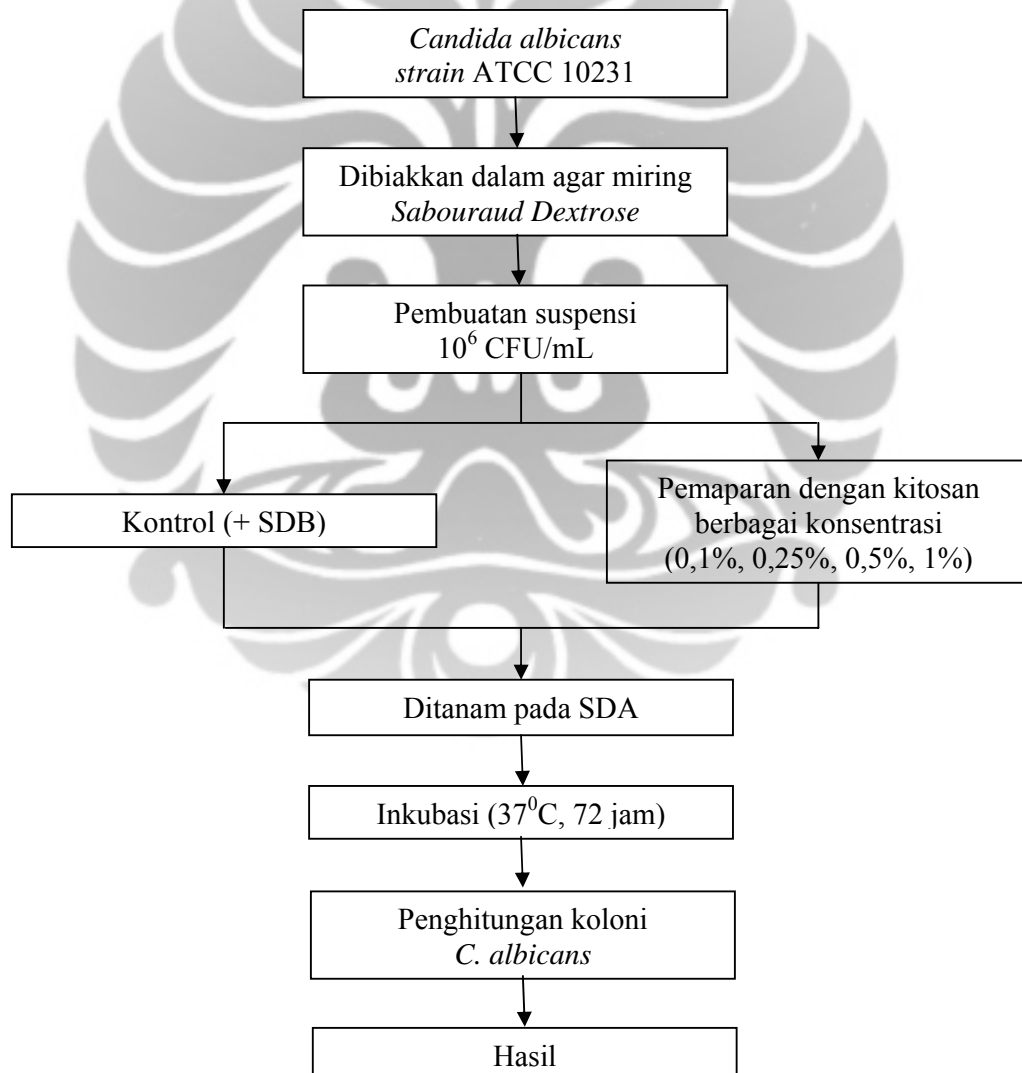 Candida albicans
strain ATCC 10231
Dibiakkan dalam agar miring
Sabouraud Dextrose
Pembuatan suspensi
10⁶ CFU/mL
Kontrol (+ SDB)
Pemaparan dengan kitosan
berbagai konsentrasi
(0,1%, 0,25%, 0,5%, 1%)
Ditanam pada SDA
Inkubasi (37⁰C, 72 jam)
Penghitungan koloni
C. albicans
Hasil